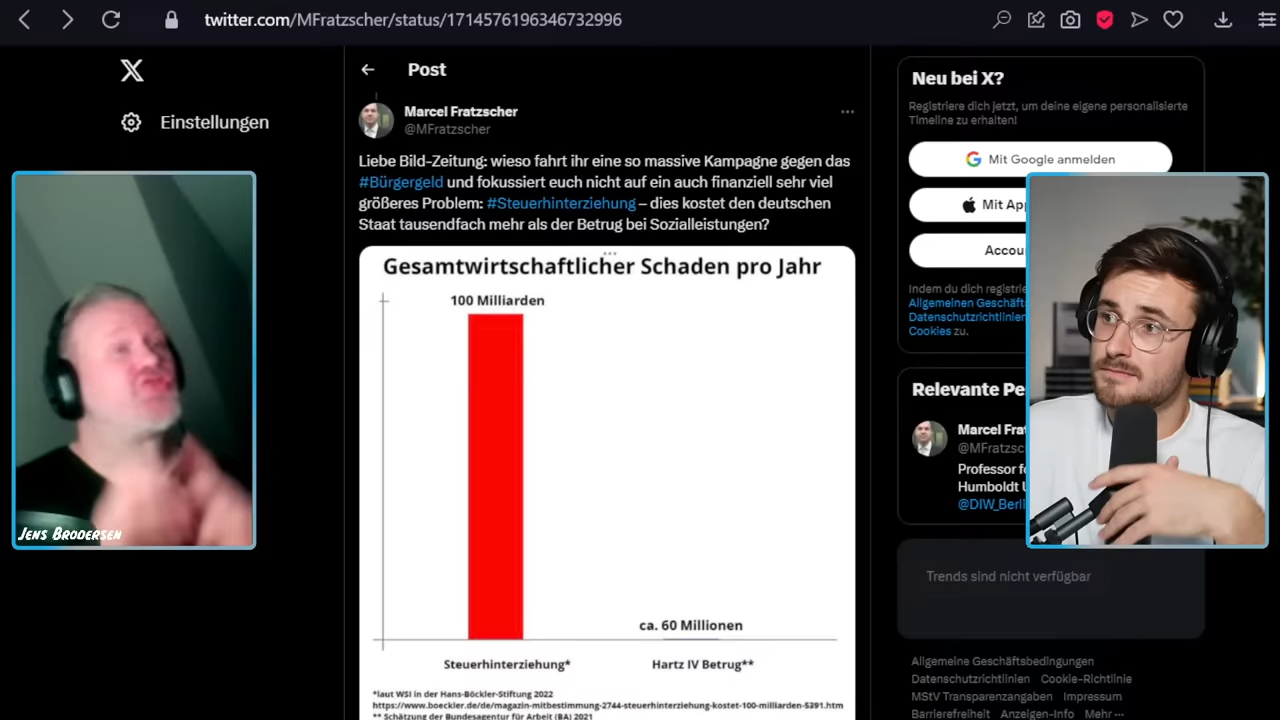 twitter.com/MFratzscher/status/1714576196346732996
Einstellungen
Post
Marcel Fratzscher
@MFratzscher
Liebe Bild-Zeitung: wieso fahrt ihr eine so massive Kampagne gegen das
#Bürgergeld und fokussiert euch nicht auf ein auch finanziell sehr viel
größeres Problem: #Steuerhinterziehung – dies kostet den deutschen
Staat tausendfach mehr als der Betrug bei Sozialleistungen?
Gesamtwirtschaftlicher Schaden pro Jahr
100 Milliarden
ca. 60 Millionen
Steuerhinterziehung*
Hartz IV Betrug**
*laut WSI in der Hans-Böckler-Stiftung 2022
https://www.boeckler.de/de/magazin-mitbestimmung-2744-steuerhinterziehung-kostet-100-milliarden-5391.htm
** Schätzung der Bundesagentur für Arbeit (BA) 2021
Neu bei X?
Registriere dich jetzt, um deine eigene personalisierte
Timeline zu erhalten!
Mit Google anmelden
Mit App
Accou
Indem du dich registrie
Allgemeinen Geschäfts
Datenschutzrichtlinien
Cookies zu.
Relevante Pe
Marcel Frat
@MFratzsc
Professor fü
Humboldt U
@DIW_Berli
Trends sind nicht verfügbar
Allgemeine Geschäftsbedingungen
Datenschutzrichtlinien Cookie-Richtlinie
MStV Transparenzangaben Impressum
Barrierefreiheit Anzeigen-Info Mehr ···
Jens Brodersen